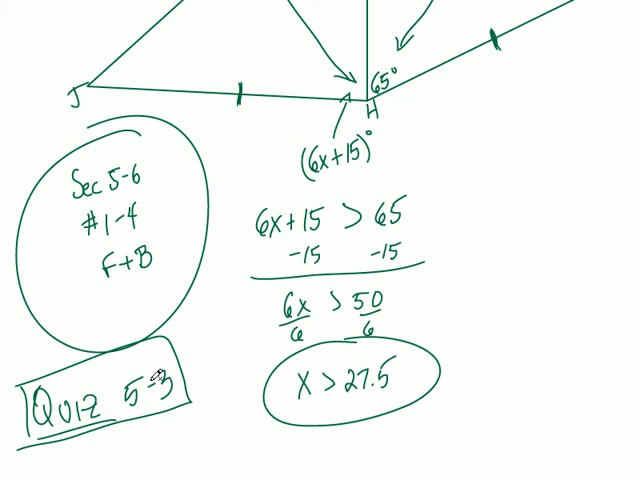 J
65°
H
(6x+15)°
Sec 5-6
#1-4
F+B
6x+15 > 65
-15 -15
6x > 50
6 6
x > 27.5
Quiz 5-3